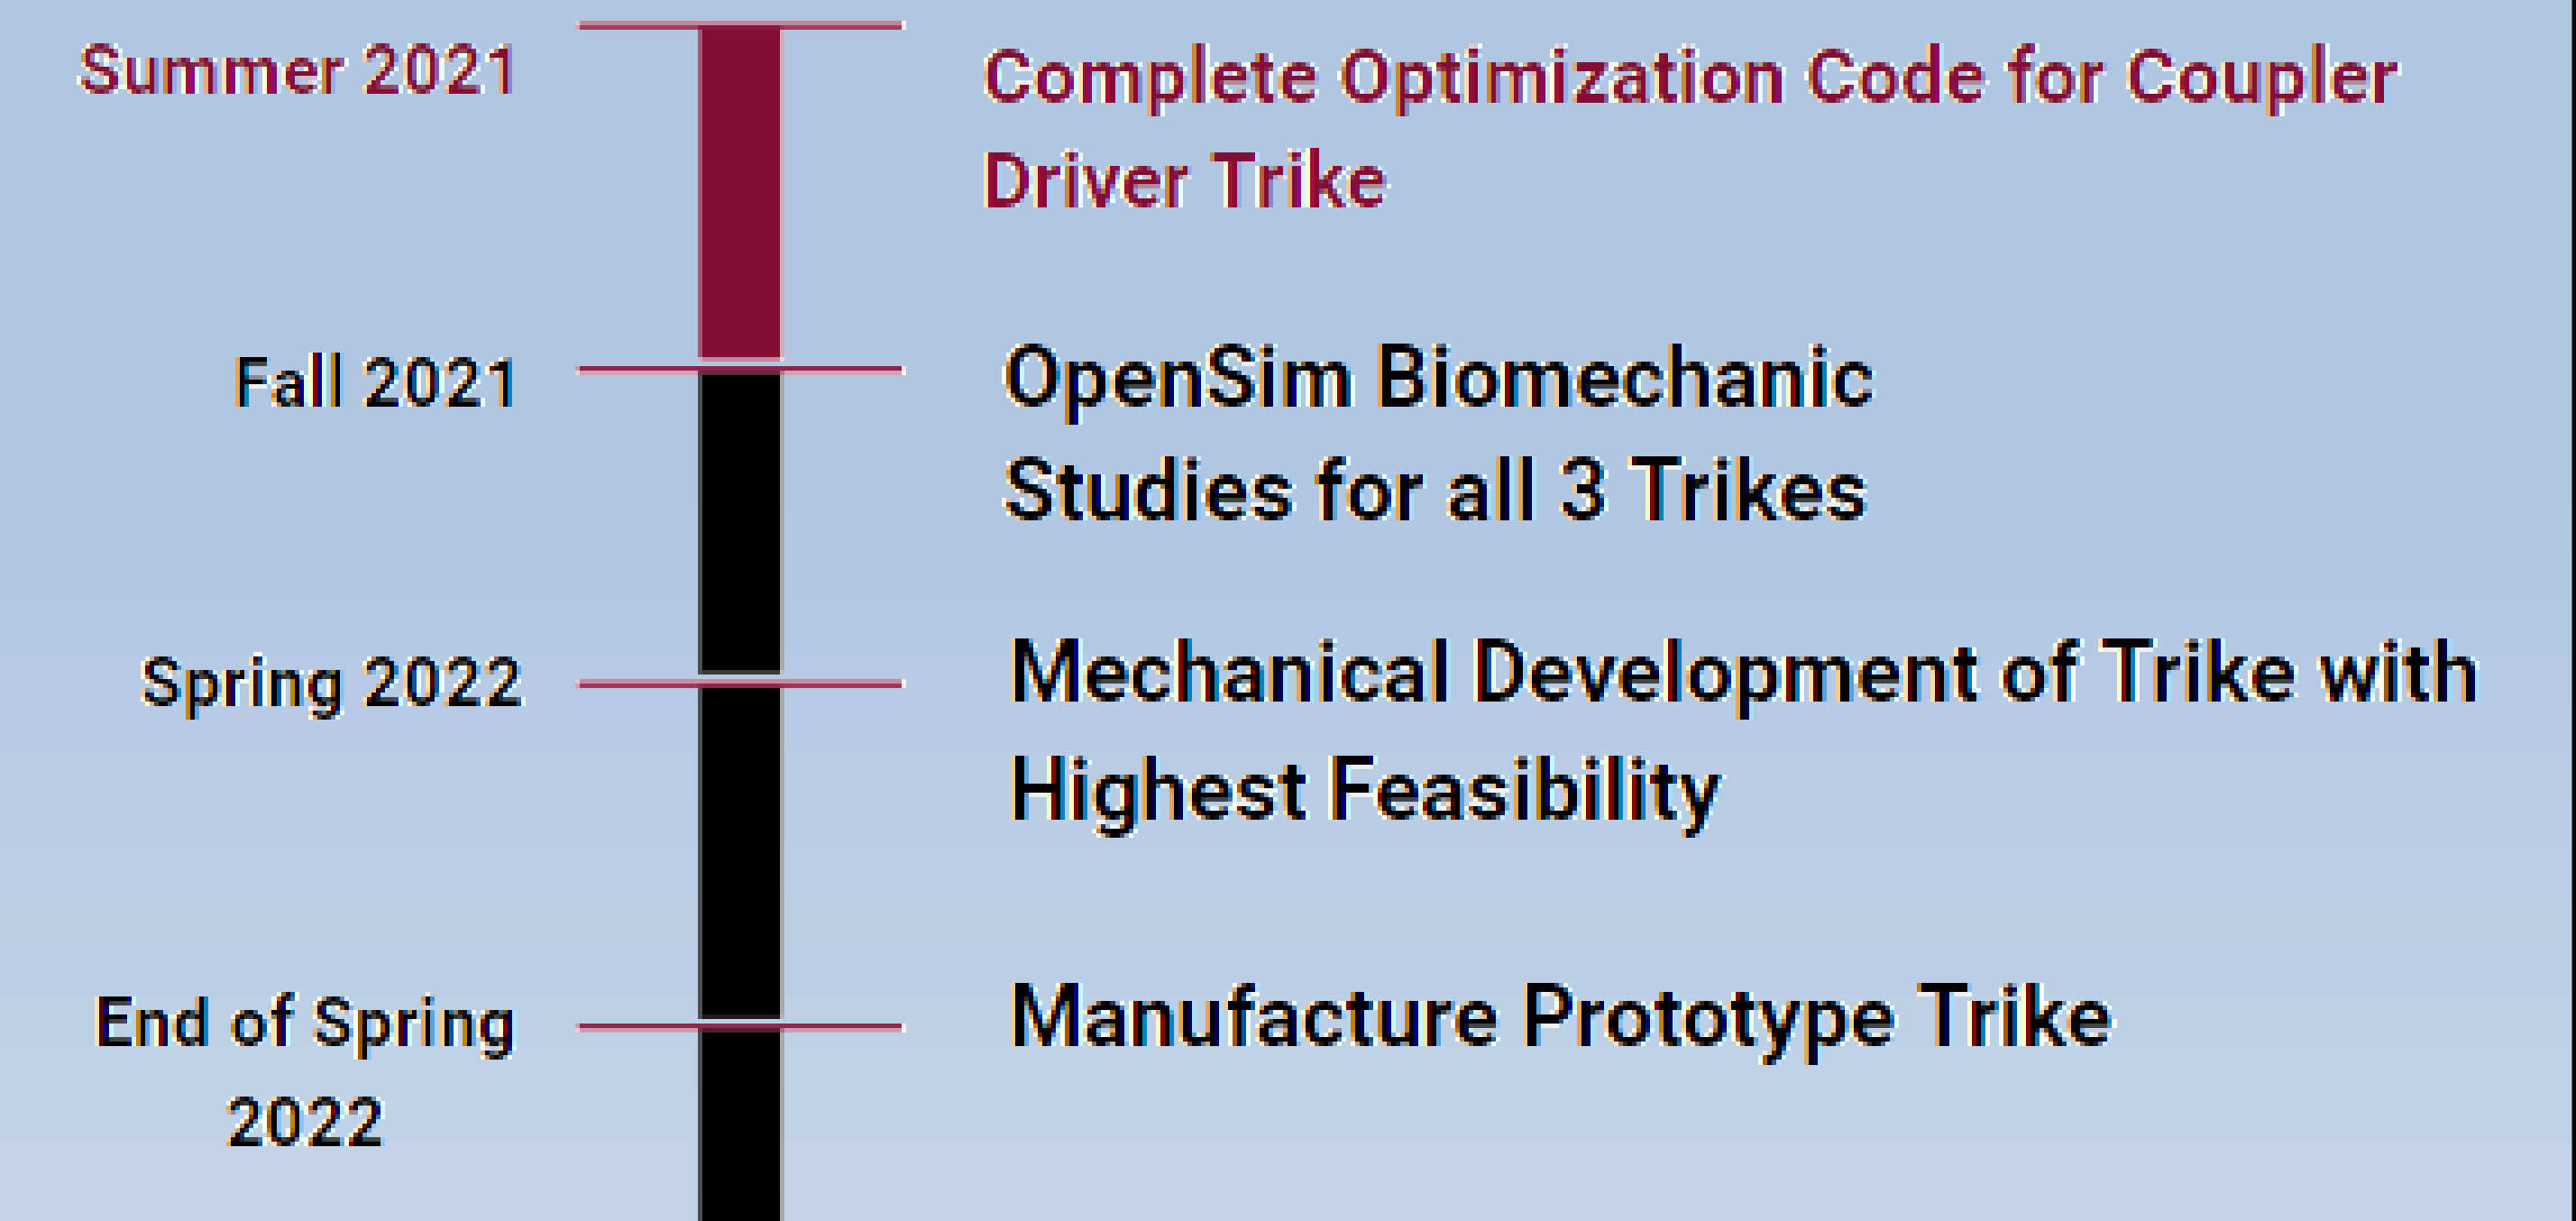 Summer 2021
Complete Optimization Code for Coupler
Driver Trike
Fall 2021
OpenSim Biomechanic
Studies for all 3 Trikes
Spring 2022
Mechanical Development of Trike with
Highest Feasibility
End of Spring
2022
Manufacture Prototype Trike